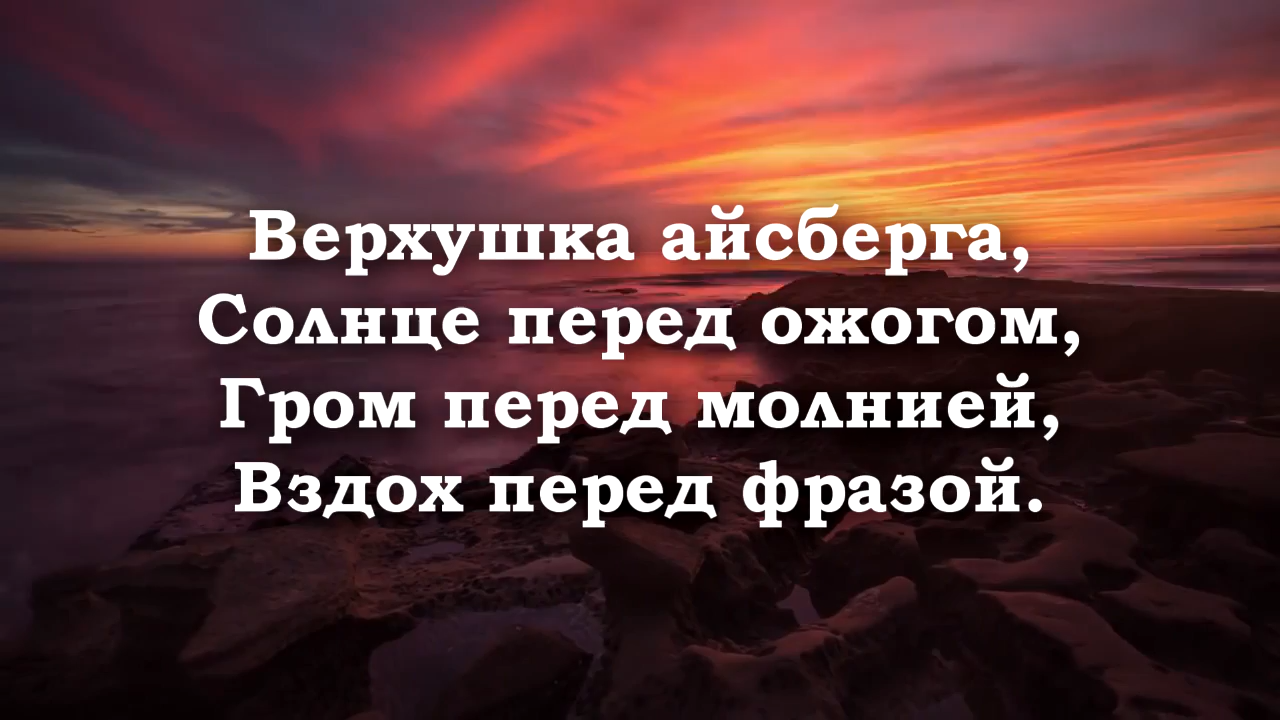 Верхушка айсберга,
Солнце перед ожогом,
Гром перед молнией,
Вздох перед фразой.